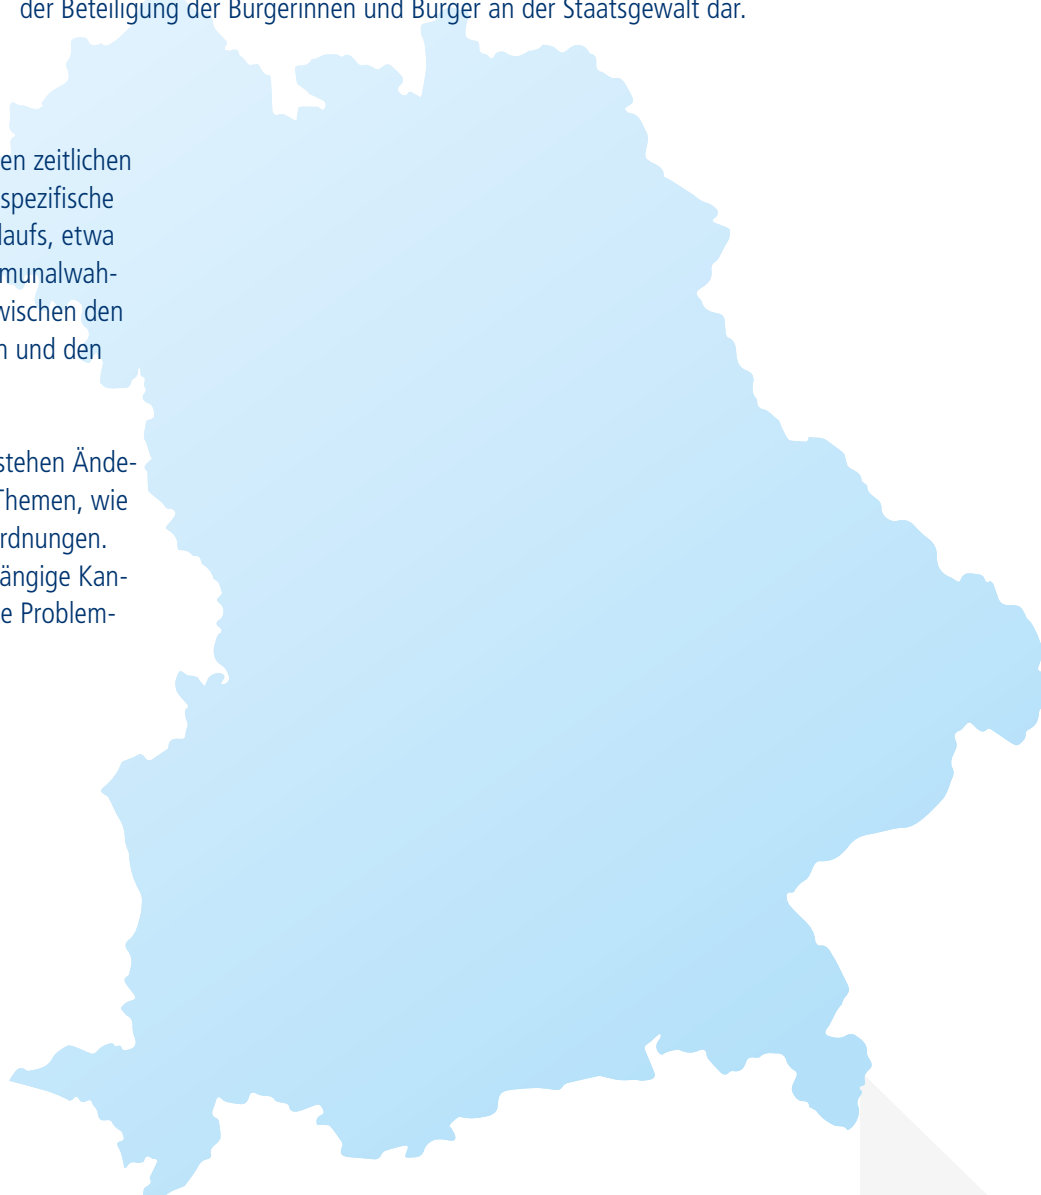 der Beteiligung der Bürgerinnen und Bürger an der Staatsgewalt dar.
en zeitlichen
spezifische
laufs, etwa
munalwah-
wischen den
n und den
stehen Ände-
Themen, wie
rdnungen.
ängige Kan-
e Problem-